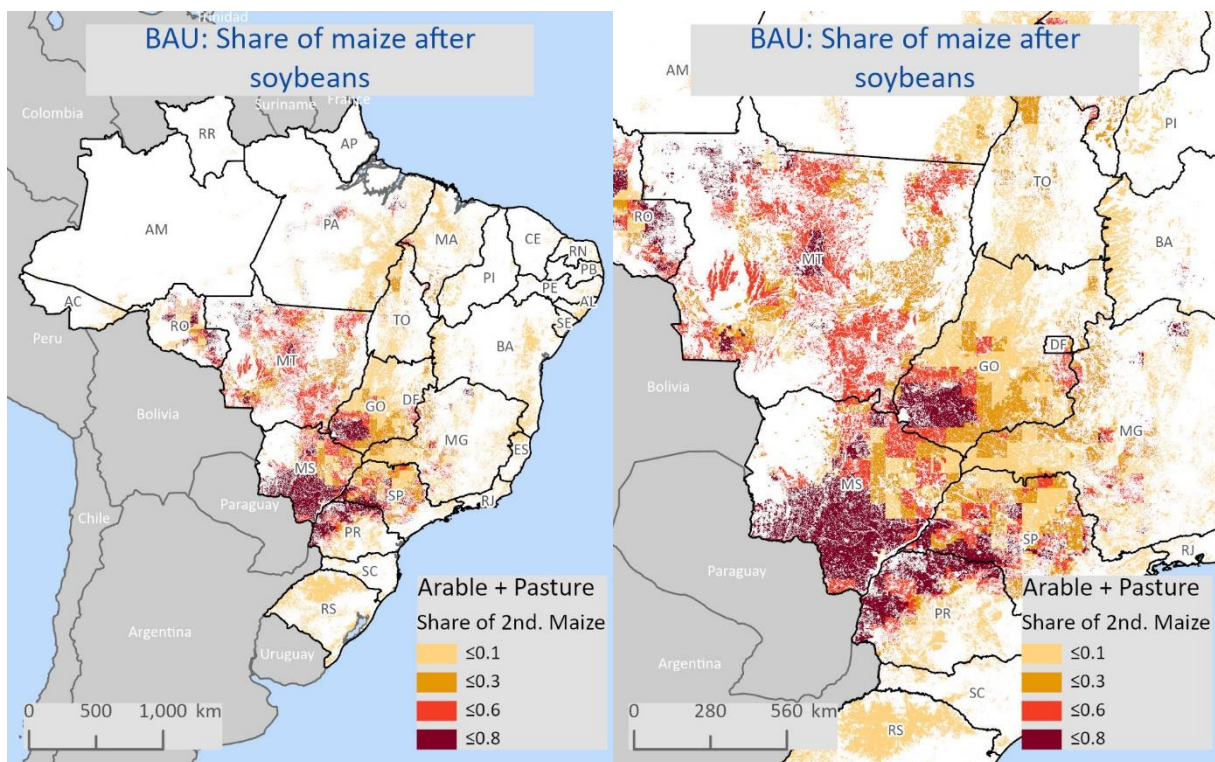 Trinidad
BAU: Share of maize after
soybeans
Colombia
Suriname
France
RR
AP
AM
PA
MA
CE
RN
PB
PI
PE
AL
AC
SE
Peru
RO
TO
BA
MT
Bolivia
GO
DF
MG
MS
ES
SP
RJ
Paraguay
Chile
PR
SC
RS
Argentina
Uruguay
0 500 1,000 km
Arable + Pasture
Share of 2nd. Maize
≤0.1
≤0.3
≤0.6
≤0.8
BAU: Share of maize after
soybeans
AM
PI
TO
RO
BA
MT
DF
GO
Bolivia
MG
MS
SP
RJ
Paraguay
PR
Argentina
SC
RS
0 280 560 km
Arable + Pasture
Share of 2nd. Maize
≤0.1
≤0.3
≤0.6
≤0.8